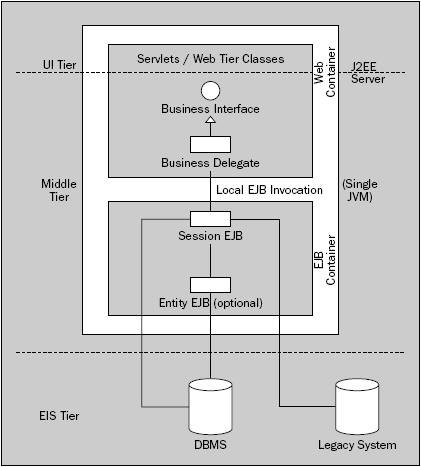 Servlets / Web Tier Classes
UI Tier
Web
Container
J2EE
Server
Business Interface
Business Delegate
Middle
Tier
Local EJB Invocation
(Single
JVM)
Session EJB
EJB
Container
Entity EJB (optional)
EIS Tier
DBMS
Legacy System